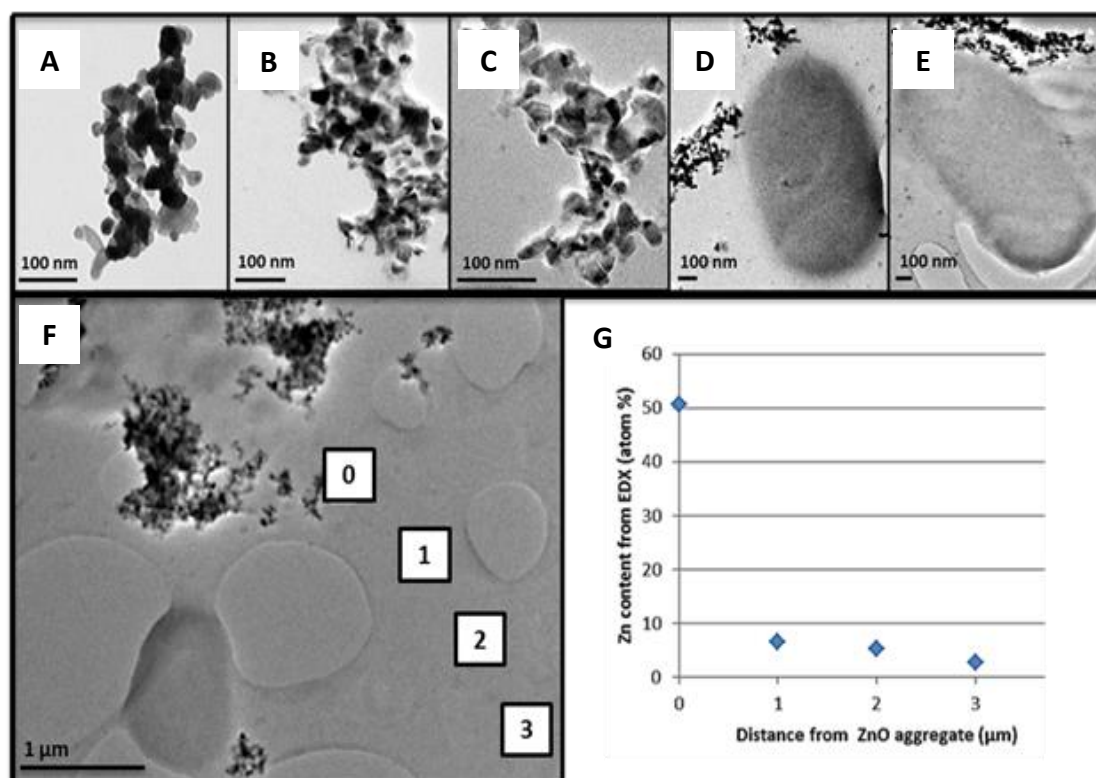 A
B
C
D
E
100 nm
100 nm
100 nm
100 nm
100 nm
F
0
1
2
3
1 µm
G
Zn content from EDX (atom %)
60
50
40
30
20
10
0
0 1 2 3
Distance from ZnO aggregate (µm)